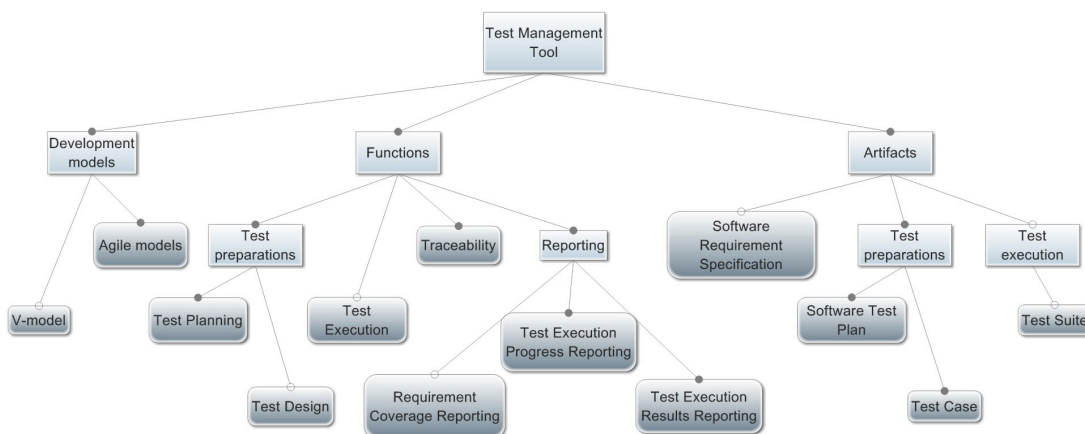 Test Management
Tool
Development
models
Functions
Artifacts
Agile models
Test
preparations
Traceability
Reporting
Software
Requirement
Specification
Test
preparations
Test
execution
V-model
Test Planning
Test
Execution
Test Execution
Progress Reporting
Software Test
Plan
Test Suite
Test Design
Requirement
Coverage Reporting
Test Execution
Results Reporting
Test Case